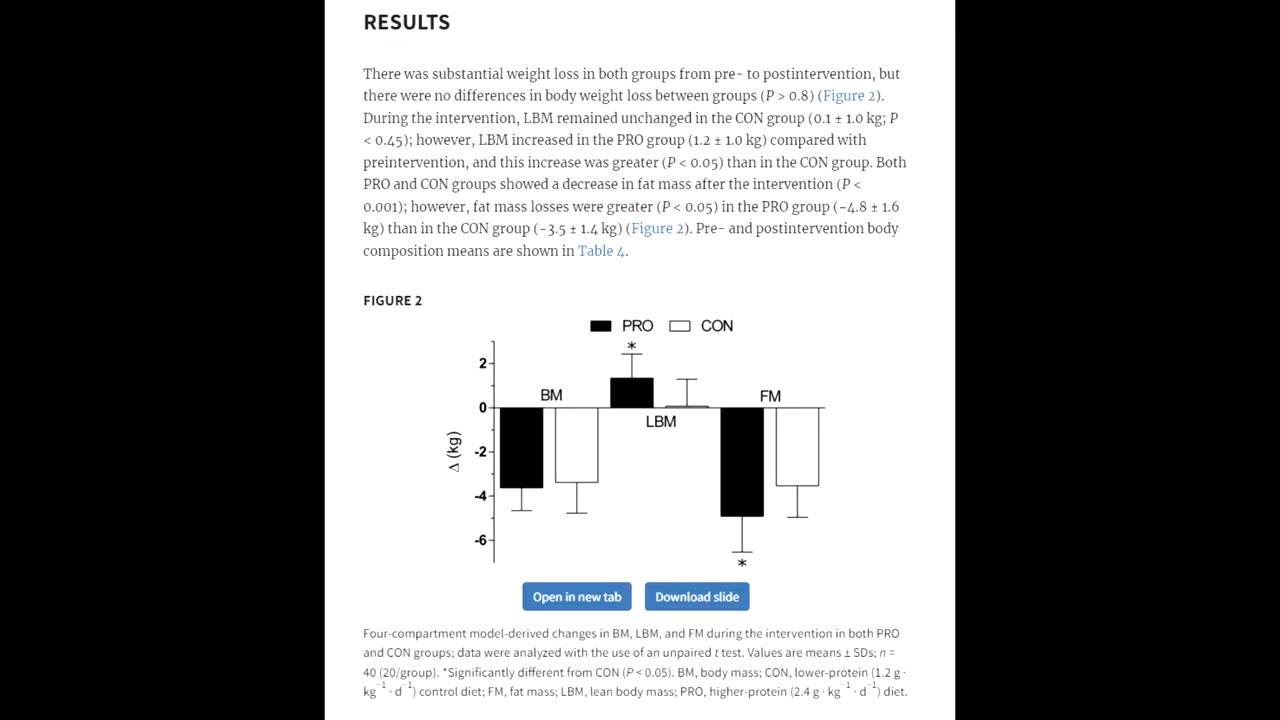 RESULTS
There was substantial weight loss in both groups from pre- to postintervention, but
there were no differences in body weight loss between groups (P > 0.8) (Figure 2).
During the intervention, LBM remained unchanged in the CON group (0.1 ± 1.0 kg; P
< 0.45); however, LBM increased in the PRO group (1.2 ± 1.0 kg) compared with
preintervention, and this increase was greater (P < 0.05) than in the CON group. Both
PRO and CON groups showed a decrease in fat mass after the intervention (P <
0.001); however, fat mass losses were greater (P < 0.05) in the PRO group (−4.8 ± 1.6
kg) than in the CON group (−3.5 ± 1.4 kg) (Figure 2). Pre- and postintervention body
composition means are shown in Table 4.
FIGURE 2
PRO CON
*
2
BM FM
0
LBM
-2
Δ (kg)
-4
-6
*
Open in new tab Download slide
Four-compartment model-derived changes in BM, LBM, and FM during the intervention in both PRO
and CON groups; data were analyzed with the use of an unpaired t test. Values are means ± SDs; n =
40 (20/group). *Significantly different from CON (P < 0.05). BM, body mass; CON, lower-protein (1.2 g ·
kg⁻¹ · d⁻¹) control diet; FM, fat mass; LBM, lean body mass; PRO, higher-protein (2.4 g · kg⁻¹ · d⁻¹) diet.